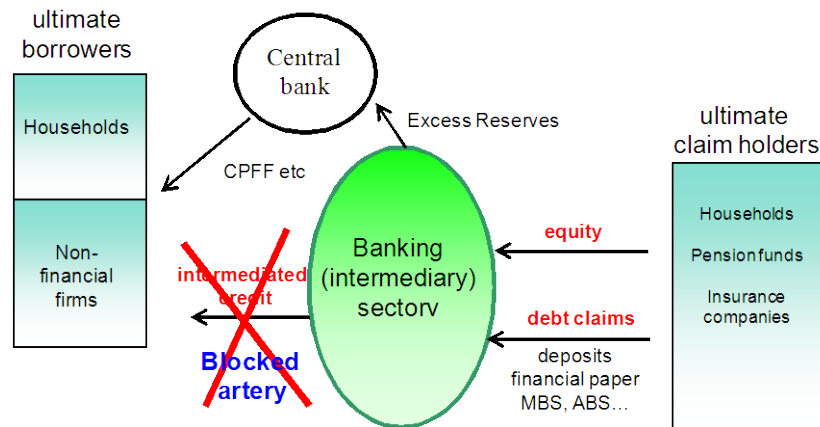 ultimate
borrowers
Households
Non-
financial
firms
Central
bank
Excess Reserves
CPFF etc
intermediated
credit
Blocked
artery
Banking
(intermediary)
sectorv
equity
debt claims
deposits
financial paper
MBS, ABS…
ultimate
claim holders
Households
Pension funds
Insurance
companies